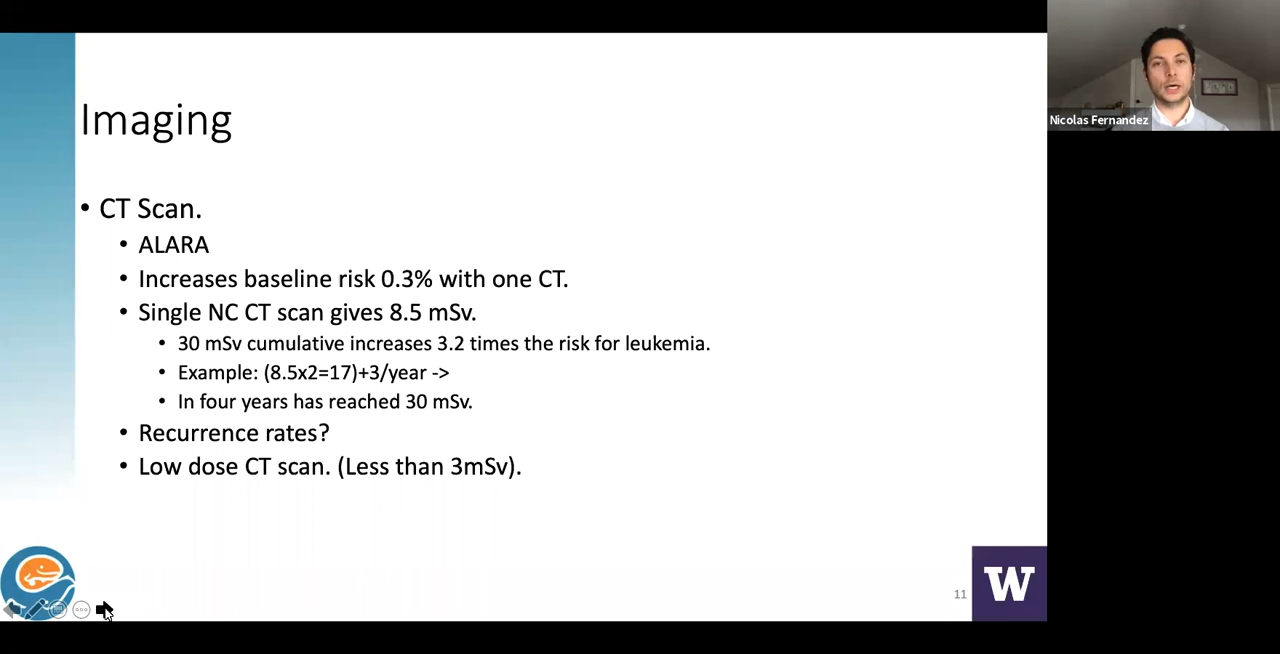 Imaging
• CT Scan.
• ALARA
• Increases baseline risk 0.3% with one CT.
• Single NC CT scan gives 8.5 mSv.
• 30 mSv cumulative increases 3.2 times the risk for leukemia.
• Example: (8.5x2=17)+3/year ->
• In four years has reached 30 mSv.
• Recurrence rates?
• Low dose CT scan. (Less than 3mSv).
11
W
Nicolas Fernandez